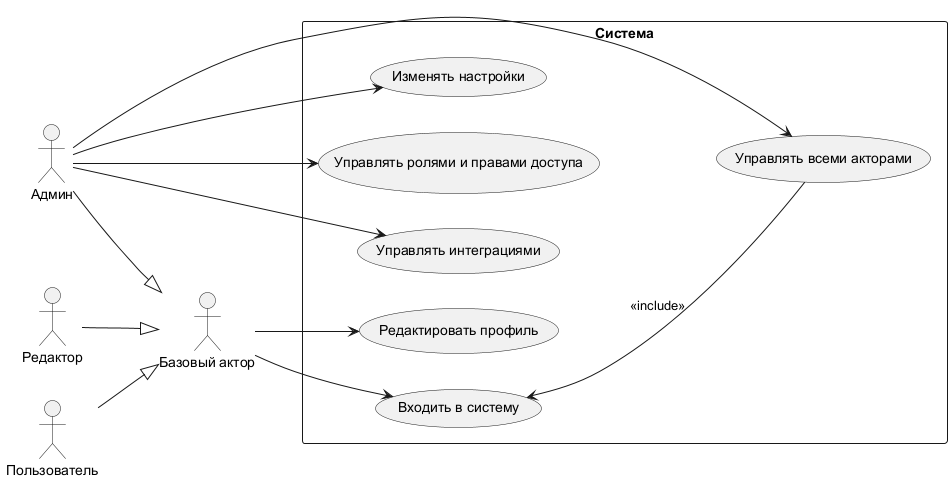 Система
Изменять настройки
Управлять ролями и правами доступа
Управлять всеми акторами
Админ
Управлять интеграциями
<<include>>
Редактировать профиль
Редактор
Базовый актор
Входить в систему
Пользователь